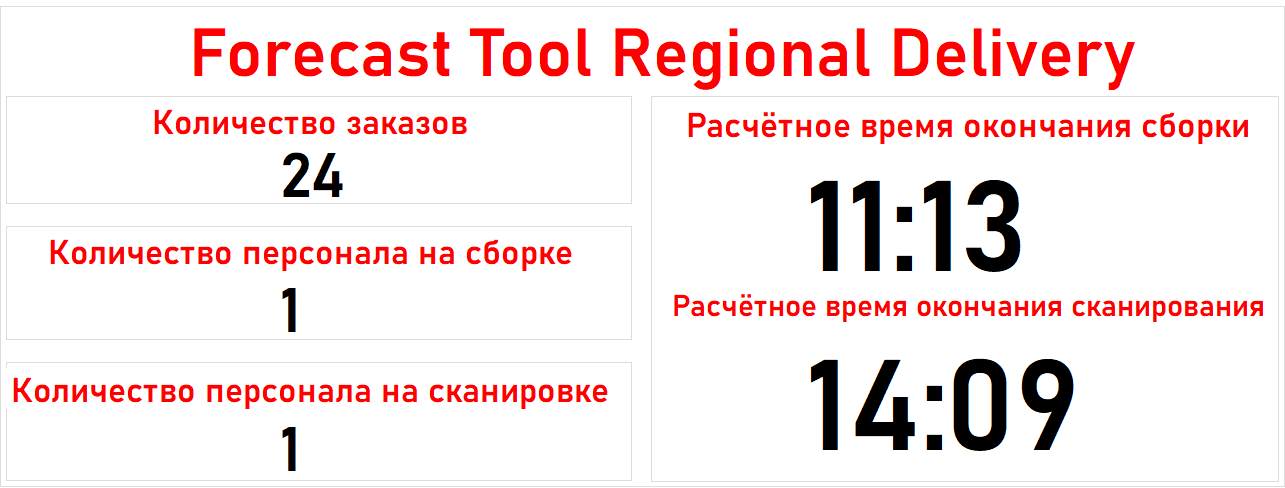 Forecast Tool Regional Delivery
Количество заказов
24
Количество персонала на сборке
1
Количество персонала на сканировке
1
Расчётное время окончания сборки
11:13
Расчётное время окончания сканирования
14:09